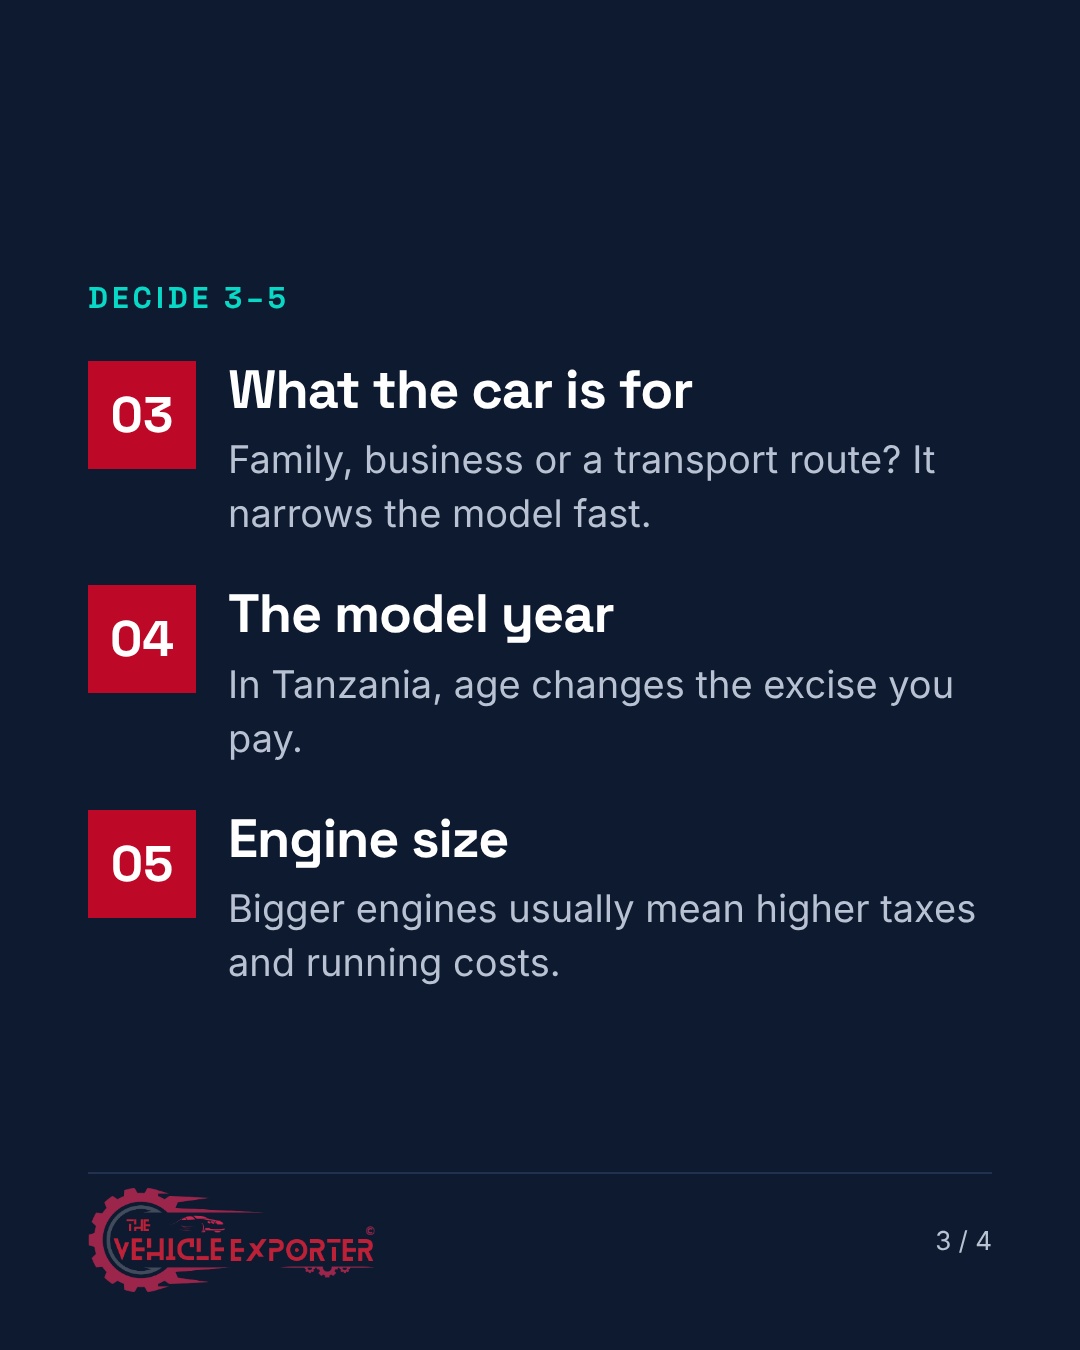 DECIDE 3–5
03
What the car is for
Family, business or a transport route? It
narrows the model fast.
04
The model year
In Tanzania, age changes the excise you
pay.
05
Engine size
Bigger engines usually mean higher taxes
and running costs.
THE
VEHICLE EXPORTER
©
3 / 4